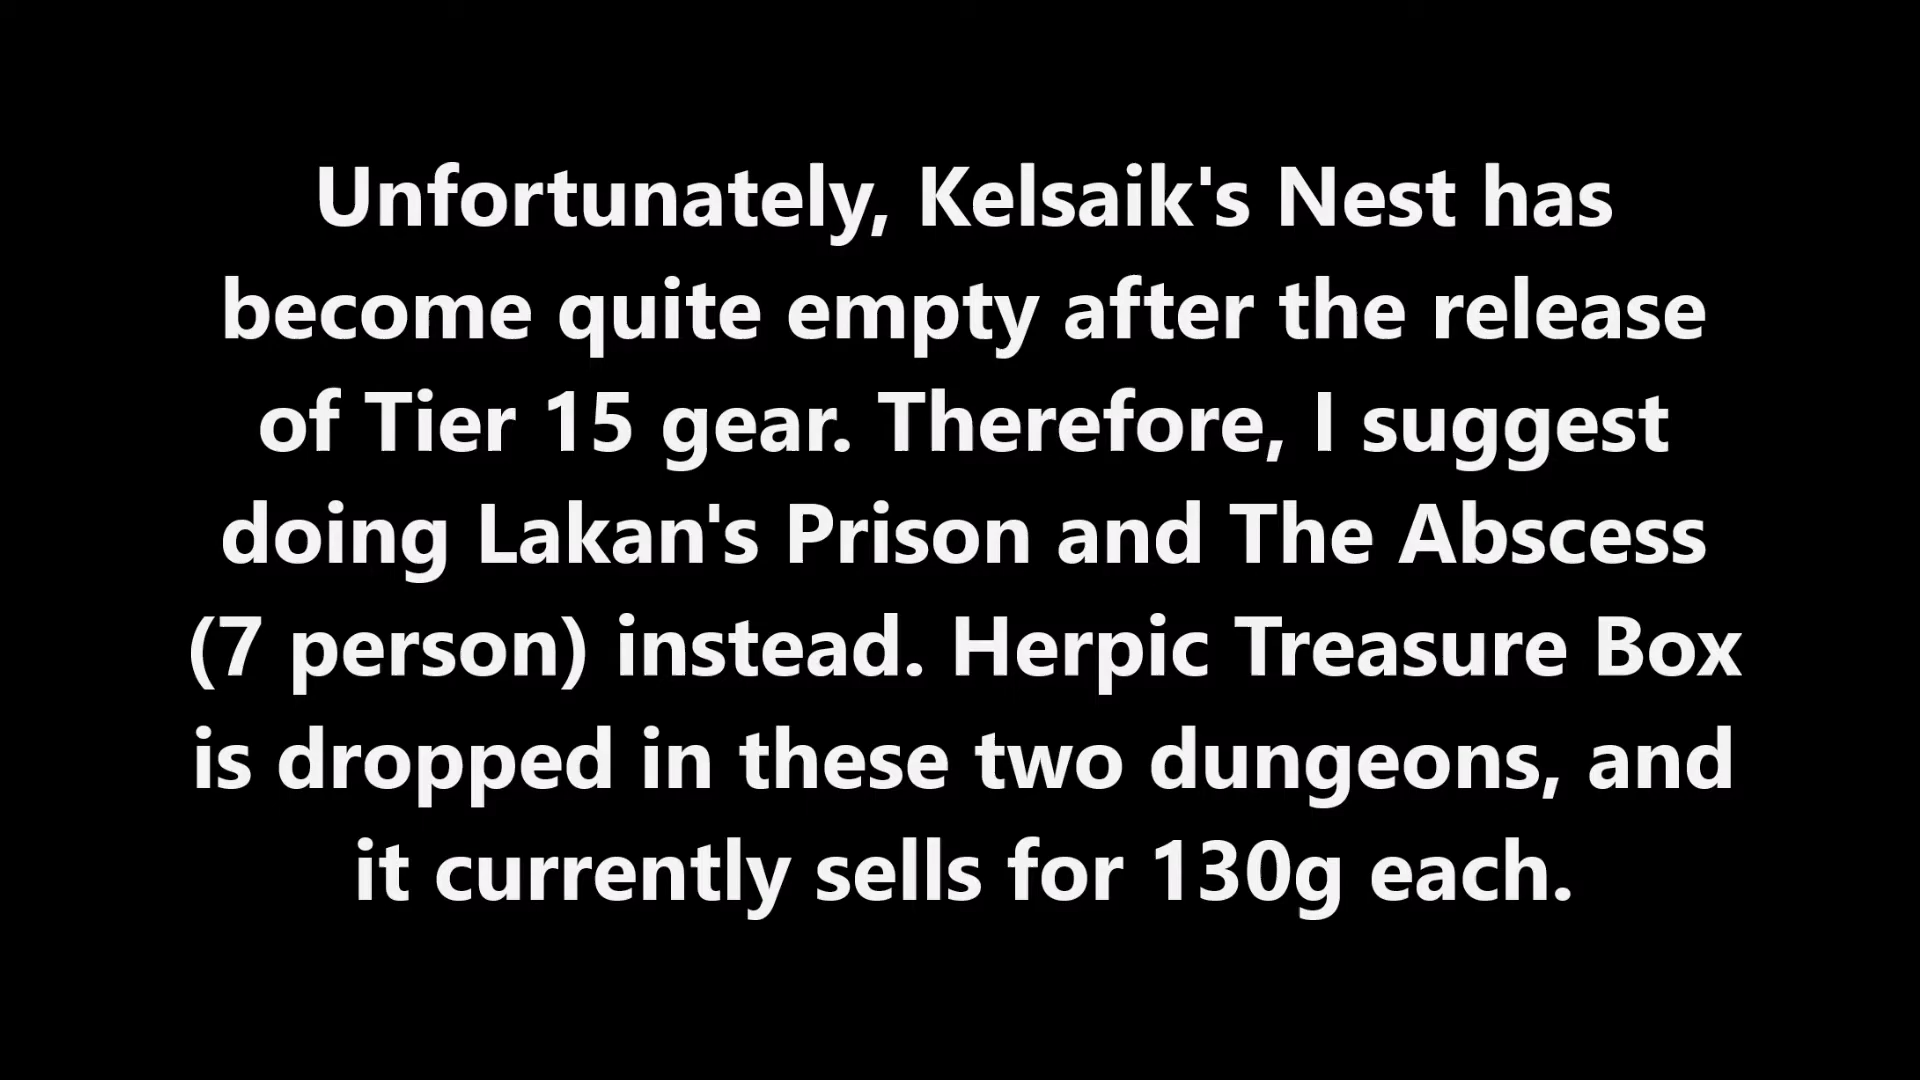 Unfortunately, Kelsaik's Nest has
become quite empty after the release
of Tier 15 gear. Therefore, I suggest
doing Lakan's Prison and The Abscess
(7 person) instead. Herpic Treasure Box
is dropped in these two dungeons, and
it currently sells for 130g each.